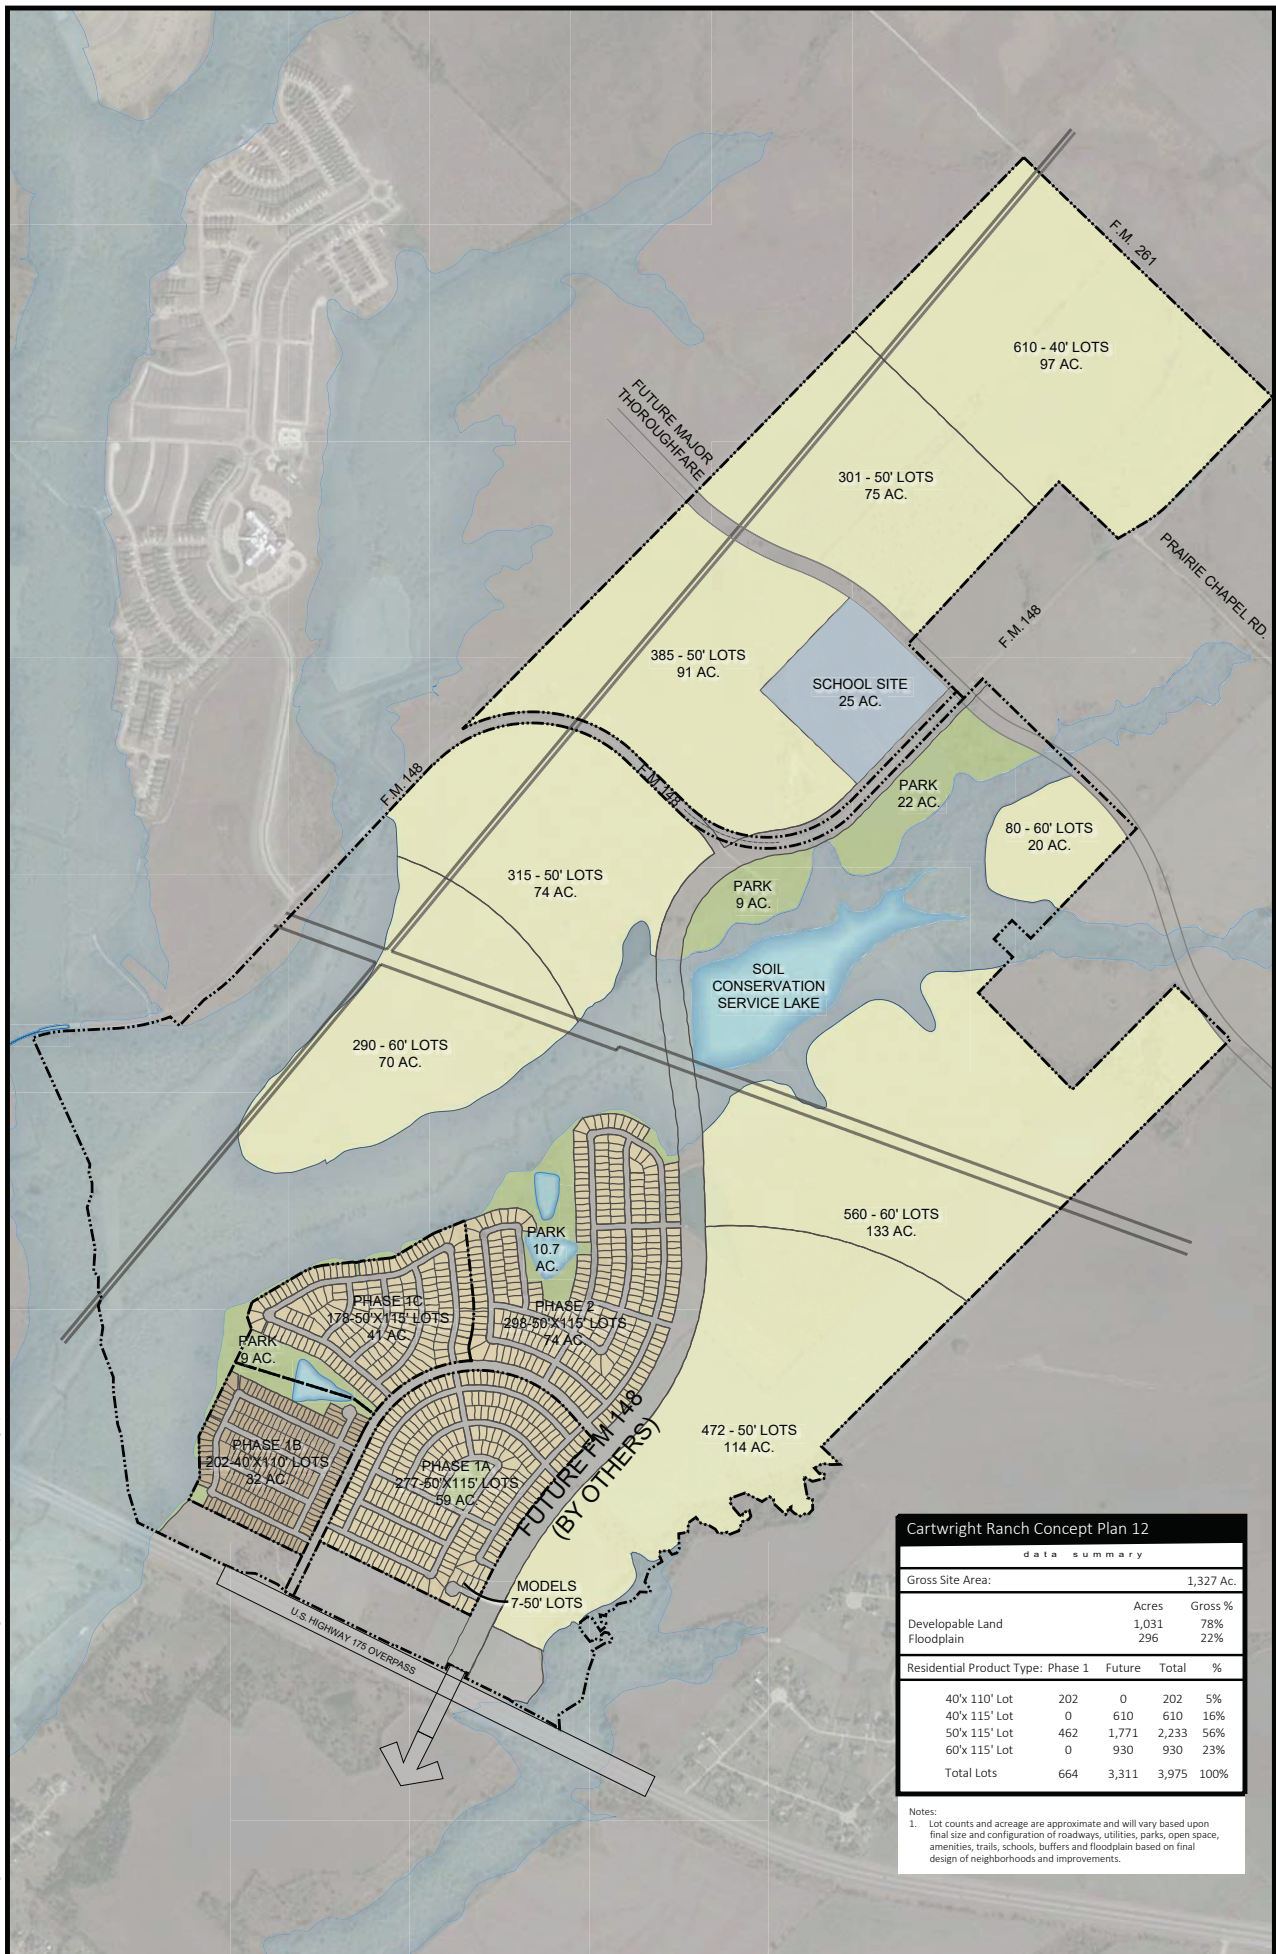 F.M. 261
610 - 40' LOTS
97 AC.
FUTURE MAJOR
THOROUGHFARE
301 - 50' LOTS
75 AC.
PRAIRIE CHAPEL RD.
F.M.148
385 - 50' LOTS
91 AC.
SCHOOL SITE
25 AC.
F.M.148
F.M.148
PARK
22 AC.
80 - 60' LOTS
20 AC.
315 - 50' LOTS
74 AC.
PARK
9 AC.
SOIL
CONSERVATION
SERVICE LAKE
290 - 60' LOTS
70 AC.
560 - 60' LOTS
133 AC.
PARK
10.7
AC.
PHASE 1C
178-50'X115' LOTS
41 AC.
PHASE 2
298-50'X115' LOTS
74 AC.
PARK
9 AC.
PHASE 1B
202-40'X110' LOTS
32 AC.
PHASE 1A
277-50'X115' LOTS
59 AC.
FUTURE FM 148
(BY OTHERS)
472 - 50' LOTS
114 AC.
MODELS
7-50' LOTS
U.S. HIGHWAY 175 OVERPASS
Cartwright Ranch Concept Plan 12
data summary
Gross Site Area: 1,327 Ac.
Acres Gross %
Developable Land 1,031 78%
Floodplain 296 22%
Residential Product Type: Phase 1 Future Total %
40'x 110' Lot 202 0 202 5%
40'x 115' Lot 0 610 610 16%
50'x 115' Lot 462 1,771 2,233 56%
60'x 115' Lot 0 930 930 23%
Total Lots 664 3,311 3,975 100%
Notes:
1. Lot counts and acreage are approximate and will vary based upon
final size and configuration of roadways, utilities, parks, open space,
amenities, trails, schools, buffers and floodplain based on final
design of neighborhoods and improvements.